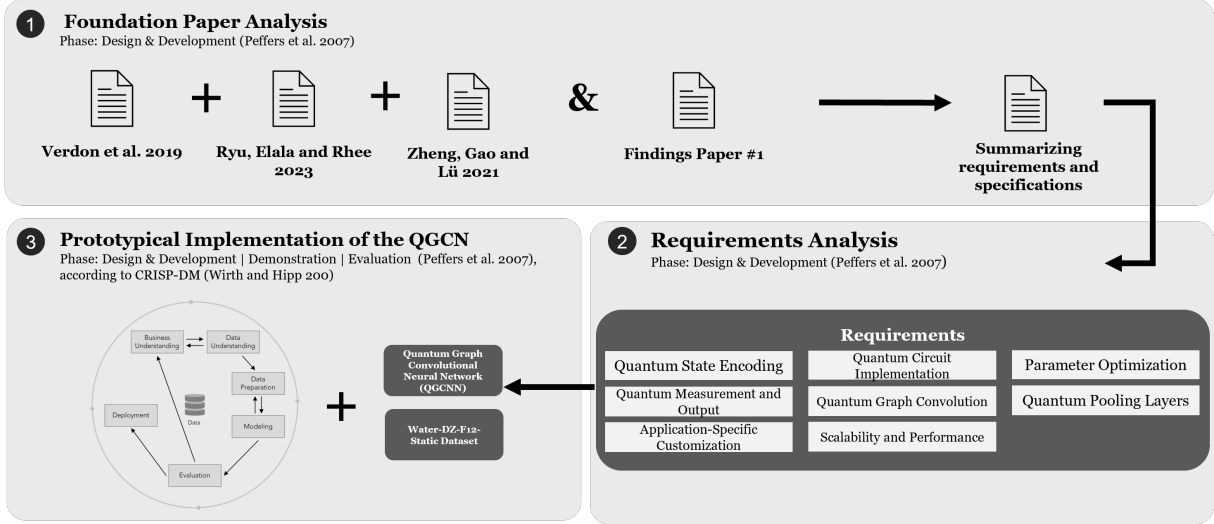 1
Foundation Paper Analysis
Phase: Design & Development (Peffers et al. 2007)
+
+
&
Verdon et al. 2019
Ryu, Elala and Rhee
2023
Zheng, Gao and
Lü 2021
Findings Paper #1
Summarizing
requirements and
specifications
2
Requirements Analysis
Phase: Design & Development (Peffers et al. 2007)
Requirements
Quantum State Encoding
Quantum Circuit
Implementation
Parameter Optimization
Quantum Measurement and
Output
Quantum Graph Convolution
Quantum Pooling Layers
Application-Specific
Customization
Scalability and Performance
3
Prototypical Implementation of the QGCN
Phase: Design & Development | Demonstration | Evaluation (Peffers et al. 2007),
according to CRISP-DM (Wirth and Hipp 200)
Business
Understanding
Data
Understanding
Data
Preparation
Modeling
Evaluation
Deployment
Data
+
Quantum Graph
Convolutional
Neural Network
(QGCNN)
Water-DZ-F12-
Static Dataset